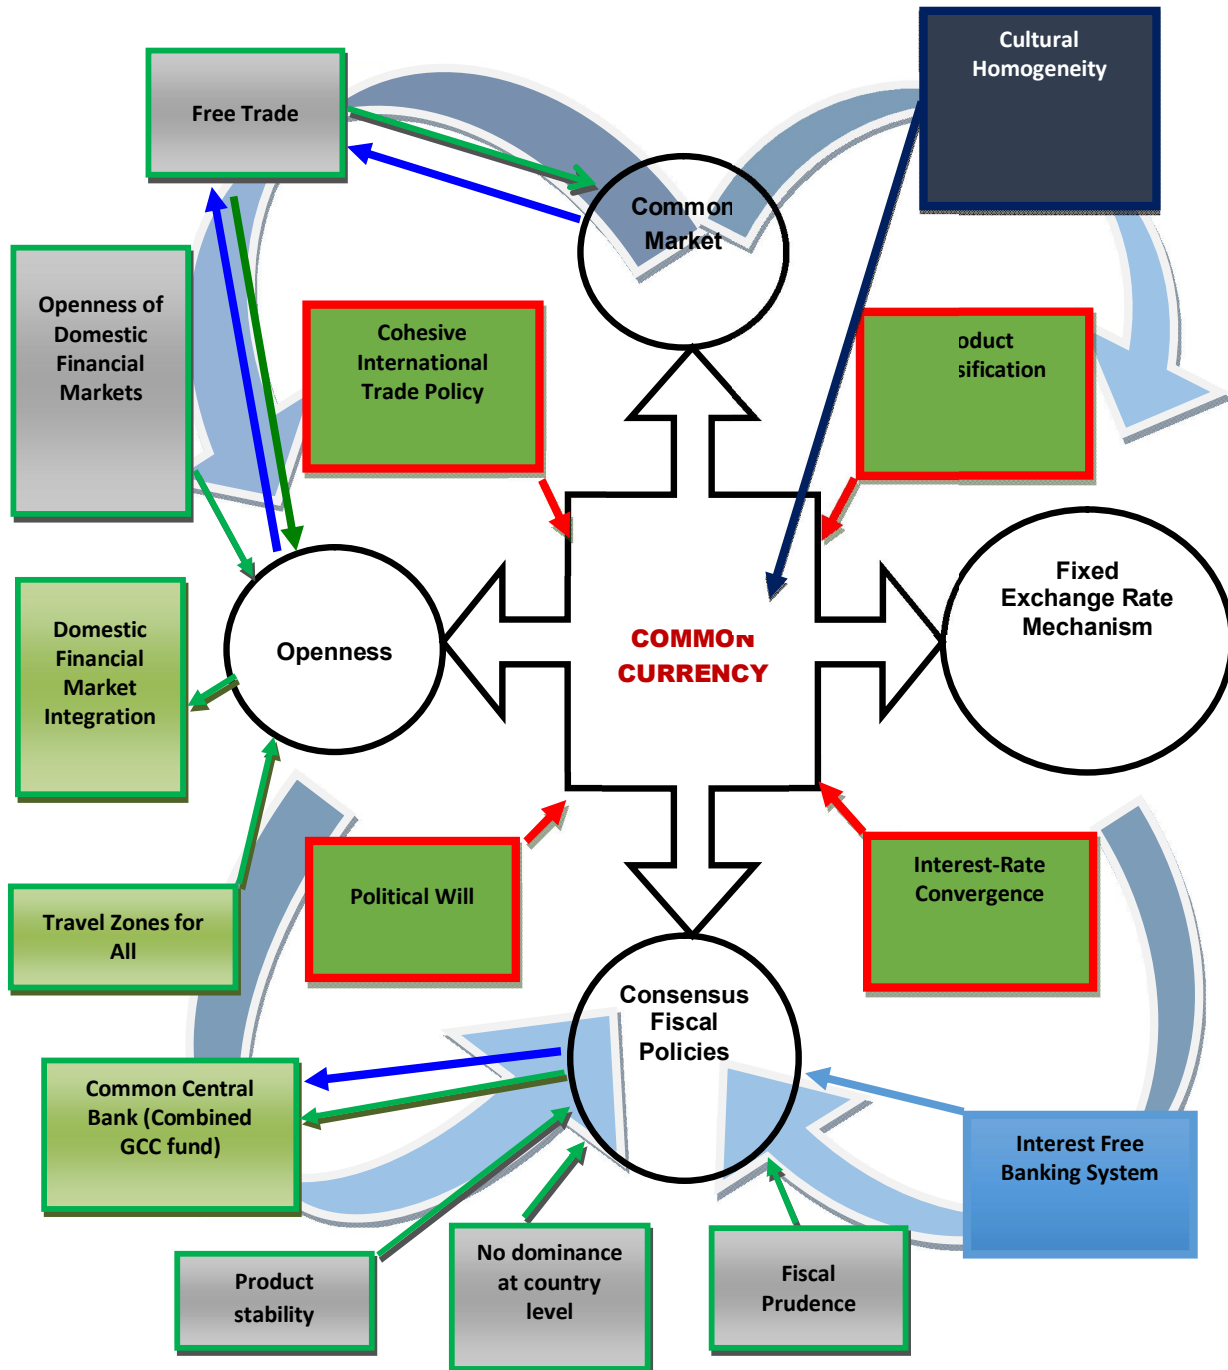 Cultural
Homogeneity
Free Trade
Common
Market
Openness of
Domestic
Financial
Markets
Cohesive
International
Trade Policy
oduct
sification
Fixed
Exchange Rate
Mechanism
Domestic
Financial
Market
Integration
Openness
COMMON
CURRENCY
Travel Zones for
All
Political Will
Interest-Rate
Convergence
Consensus
Fiscal
Policies
Common Central
Bank (Combined
GCC fund)
Interest Free
Banking System
Product
stability
No dominance
at country
level
Fiscal
Prudence